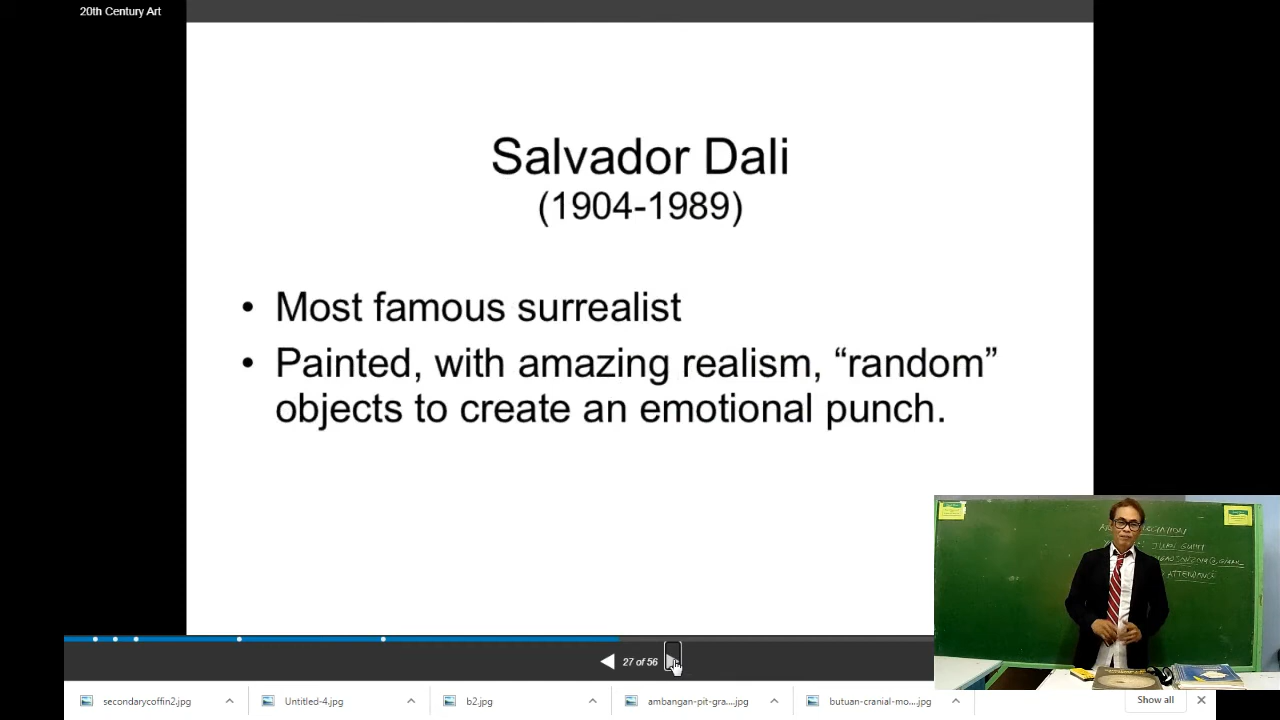 20th Century Art
Salvador Dali
(1904-1989)
• Most famous surrealist
• Painted, with amazing realism, “random”
objects to create an emotional punch.
JUAN
ATTENDANCE
27 of 56
secondarycoffin2.jpg
Untitled-4.jpg
b2.jpg
ambangan-pit-gra....jpg
butuan-cranial-mo....jpg
Show all